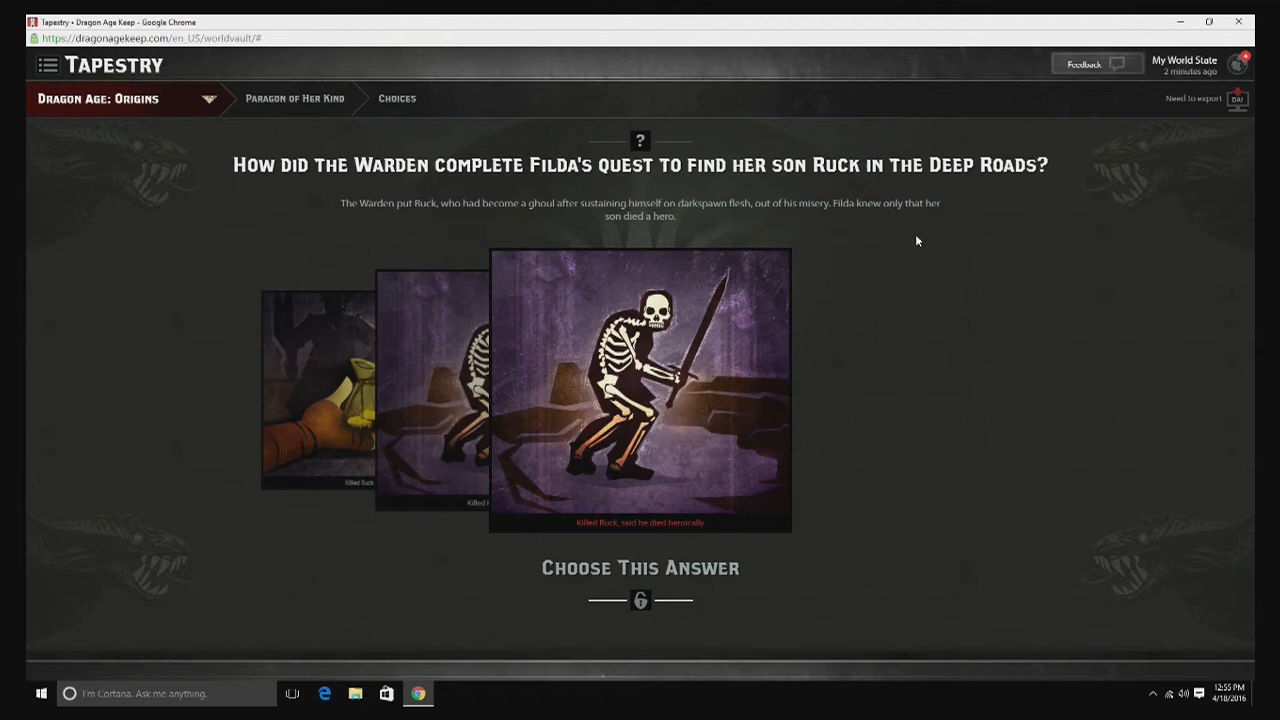 Tapestry • Dragon Age Keep - Google Chrome
https://dragonagekeep.com/en_US/worldvault/#
TAPESTRY
Feedback
My World State
4
2 minutes ago
DRAGON AGE: ORIGINS
PARAGON OF HER KIND
CHOICES
Need to export
DAI
?
HOW DID THE WARDEN COMPLETE FILDA'S QUEST TO FIND HER SON RUCK IN THE DEEP ROADS?
The Warden put Ruck, who had become a ghoul after sustaining himself on darkspawn flesh, out of his misery. Filda knew only that her
son died a hero.
Killed Ruck
Killed
Killed Ruck, said he died heroically
CHOOSE THIS ANSWER
I'm Cortana. Ask me anything.
12:55 PM
4/18/2016